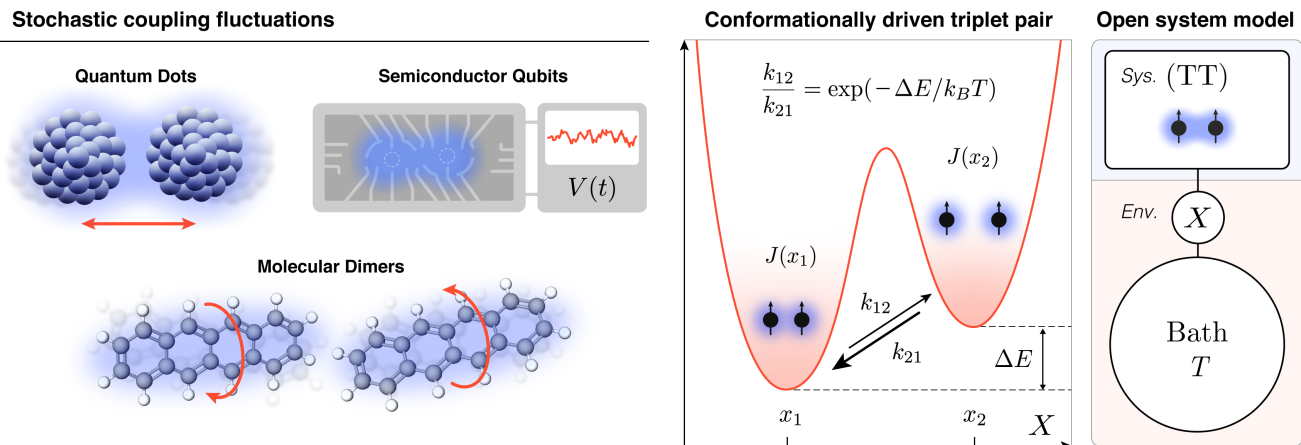 Stochastic coupling fluctuations
Quantum Dots
Semiconductor Qubits
V(t)
Molecular Dimers
Conformationally driven triplet pair
k₁₂/k₂₁ = exp(−ΔE/k_BT)
J(x₂)
J(x₁)
k₁₂
k₂₁
ΔE
x₁
x₂
X
Open system model
Sys. (TT)
Env. X
Bath
T